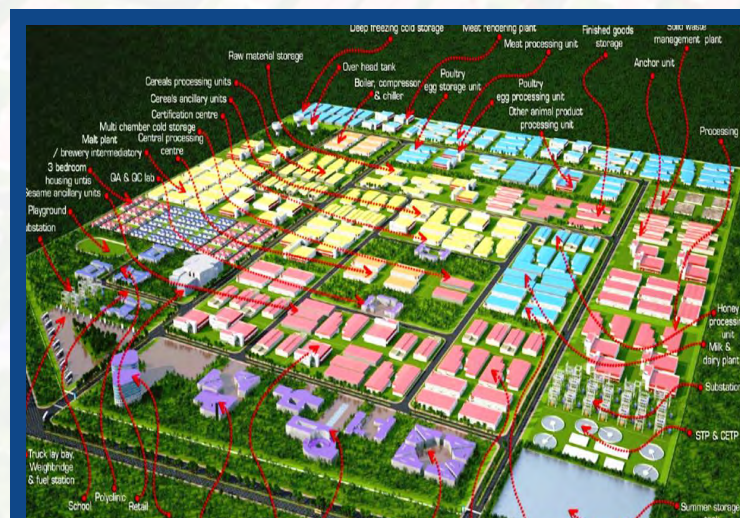 Deep freezing cold storage
Meat rendering plant
Finished goods
storage
Solid waste
management plant
Raw material storage
Over head tank
Meat processing unit
Anchor unit
Cereals processing units
Boiler, compressor
& chiller
Poultry
egg storage unit
Poultry
egg processing unit
Cereals ancillary units
Certification centre
Other animal product
processing unit
Multi chamber cold storage
Malt plant
/ brewery intermediatory
Central processing
centre
Processing
3 bedroom
housing untis
QA & QC lab
Sesame ancillary units
Playground
Substation
Honey
processing
unit
Milk &
dairy plant
Substation
STP & CETP
Truck lay bay,
Weighbridge
& fuel station
School
Polyclinic
Retail
Summer storage